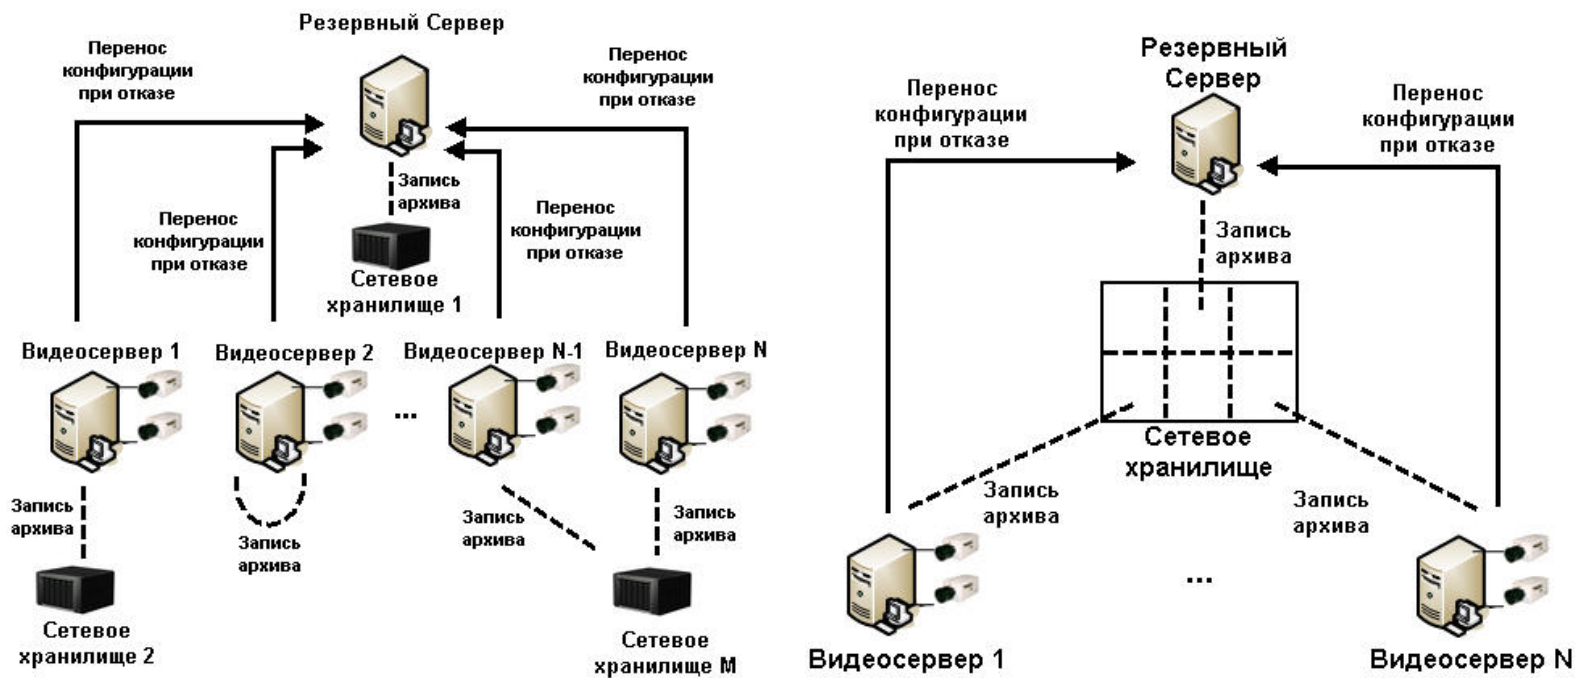 Резервный Сервер
Перенос
конфигурации
при отказе
Перенос
конфигурации
при отказе
Запись
архива
Перенос
конфигурации
при отказе
Перенос
конфигурации
при отказе
Сетевое
хранилище 1
Видеосервер 1
Видеосервер 2
Видеосервер N-1
Видеосервер N
...
Запись
архива
Запись
архива
Запись
архива
Запись
архива
Сетевое
хранилище 2
Сетевое
хранилище M
Резервный
Сервер
Перенос
конфигурации
при отказе
Перенос
конфигурации
при отказе
Запись
архива
Сетевое
хранилище
Запись
архива
Запись
архива
...
Видеосервер 1
Видеосервер N